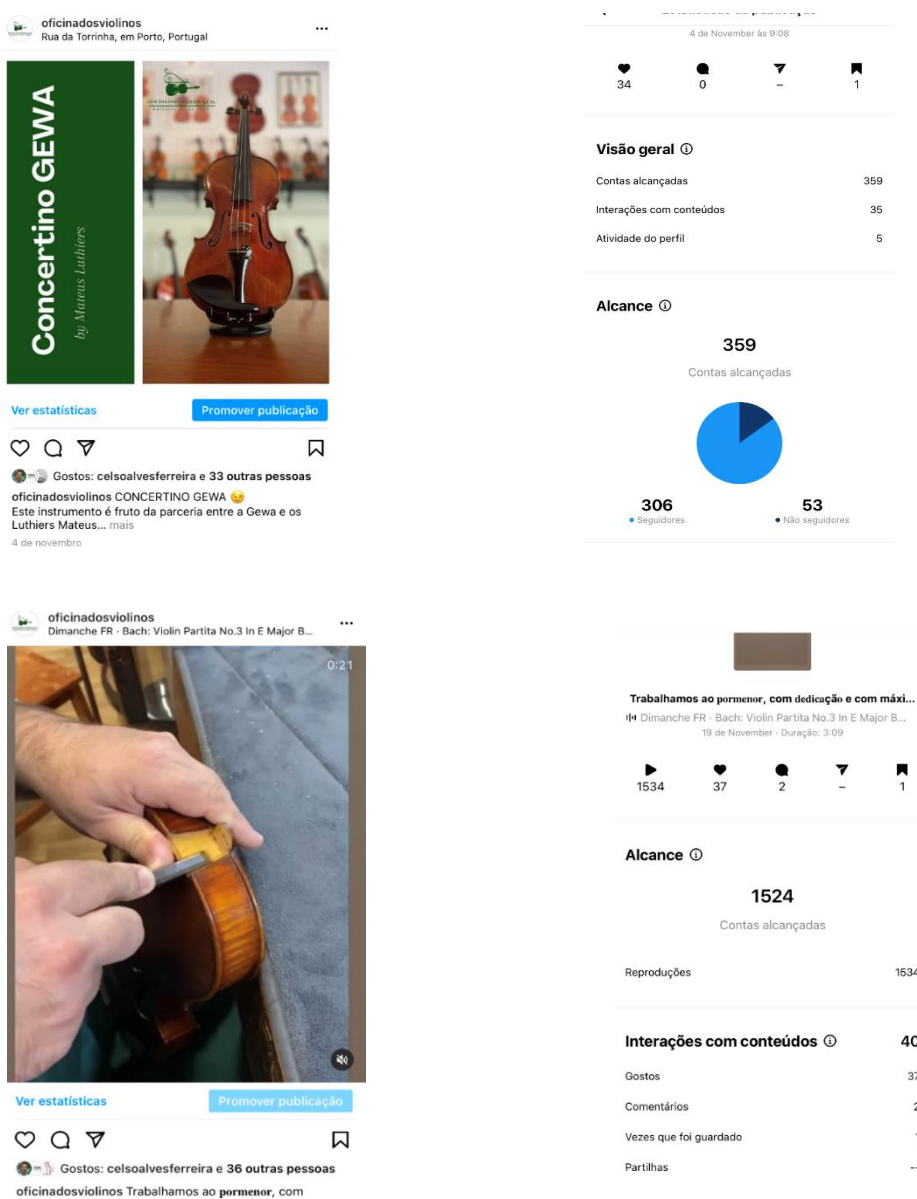 oficinadosviolinos
Rua da Torrinha, em Porto, Portugal
Concertino GEWA
by Mateus Luthiers
Ver estatísticas
Promover publicação
Gostos: celsoalvesferreira e 33 outras pessoas
oficinadosviolinos CONCERTINO GEWA 😉
Este instrumento é fruto da parceria entre a Gewa e os
Luthiers Mateus... mais
4 de novembro
4 de November às 9:08
34 0 – 1
Visão geral
Contas alcançadas 359
Interações com conteúdos 35
Atividade do perfil 5
Alcance
359
Contas alcançadas
306 53
Seguidores Não seguidores
oficinadosviolinos
Dimanche FR · Bach: Violin Partita No.3 In E Major B...
0:21
Ver estatísticas
Promover publicação
Gostos: celsoalvesferreira e 36 outras pessoas
oficinadosviolinos Trabalhamos ao pormenor, com
Trabalhamos ao pormenor, com dedicação e com máxi...
Dimanche FR · Bach: Violin Partita No.3 In E Major B...
19 de November · Duração: 3:09
1534 37 2 – 1
Alcance
1524
Contas alcançadas
Reproduções 1534
Interações com conteúdos 40
Gostos 37
Comentários 2
Vezes que foi guardado 1
Partilhas --